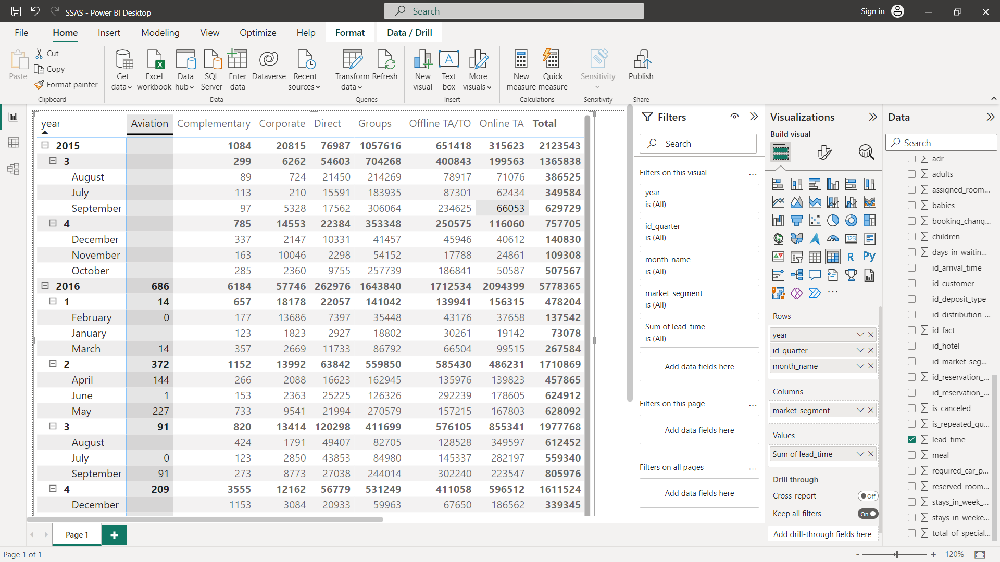 SSAS - Power BI Desktop
Search
Sign in
File Home Insert Modeling View Optimize Help Format Data / Drill
Paste
Cut
Copy
Format painter
Clipboard
Get data
Excel workbook
Data hub
SQL Server
Enter data
Dataverse
Recent sources
Data
Transform data
Refresh
Queries
New visual
Text box
More visuals
Insert
New measure
Quick measure
Calculations
Sensitivity
Sensitivity
Publish
Share
year Aviation Complementary Corporate Direct Groups Offline TA/TO Online TA Total
2015 1084 20815 76987 1057616 651418 315623 2123543
3 299 6262 54603 704268 400843 199563 1365838
August 89 724 21450 214269 78917 71076 386525
July 113 210 15591 183935 87301 62434 349584
September 97 5328 17562 306064 234625 66053 629729
4 785 14553 22384 353348 250575 116060 757705
December 337 2147 10331 41457 45946 40612 140830
November 163 10046 2298 54152 17788 24861 109308
October 285 2360 9755 257739 186841 50587 507567
2016 686 6184 57746 262976 1643840 1712534 2094399 5778365
1 14 657 18178 22057 141042 139941 156315 478204
February 0 177 13686 7397 35448 43176 37658 137542
January 123 1823 2927 18802 30261 19142 73078
March 14 357 2669 11733 86792 66504 99515 267584
2 372 1152 13992 63842 559850 585430 486231 1710869
April 144 266 2088 16623 162945 135976 139823 457865
June 1 153 2363 25225 126326 292239 178605 624912
May 227 733 9541 21994 270579 157215 167803 628092
3 91 820 13414 120298 411699 576105 855341 1977768
August 424 1791 49407 82705 128528 349597 612452
July 0 123 2850 43853 84980 145337 282197 559340
September 91 273 8773 27038 244014 302240 223547 805976
4 209 3555 12162 56779 531249 411058 596512 1611524
December 1153 3084 20933 59963 67650 186562 339345
Page 1
Page 1 of 1
Filters
Search
Filters on this visual
year
is (All)
id_quarter
is (All)
month_name
is (All)
market_segment
is (All)
Sum of lead_time
is (All)
Add data fields here
Filters on this page
Add data fields here
Filters on all pages
Add data fields here
Visualizations
Build visual
123
R
Py
Rows
year
id_quarter
month_name
Columns
market_segment
Values
Sum of lead_time
Drill through
Cross-report Off
Keep all filters On
Add drill-through fields here
Data
Search
adr
adults
assigned_room...
babies
booking_chang...
children
days_in_waitin...
id_arrival_time
id_customer
id_deposit_type
id_distribution_...
id_fact
id_hotel
id_market_seg...
id_reservation_...
id_reservation_...
is_canceled
is_repeated_gu...
lead_time
meal
required_car_p...
reserved_room...
stays_in_week_...
stays_in_weeke...
total_of_special...
- + 120%